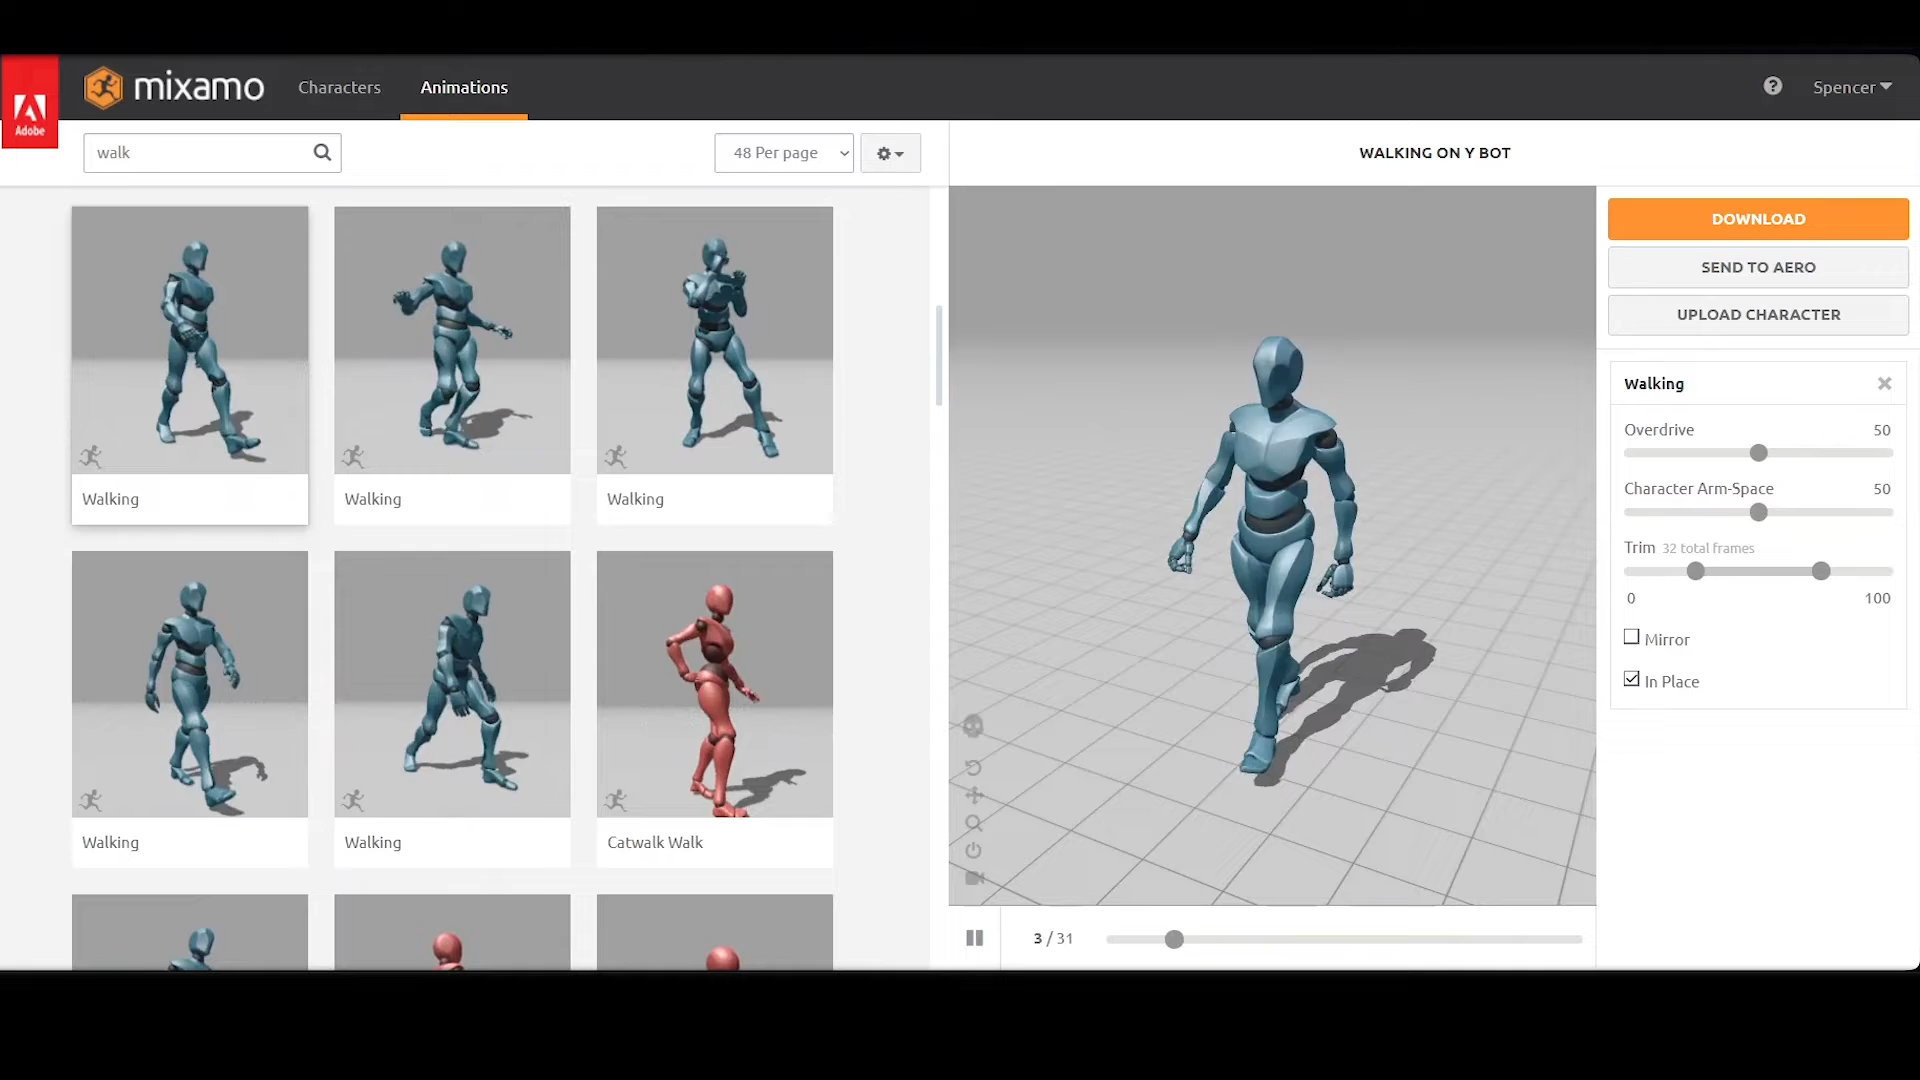 Adobe
mixamo
Characters
Animations
Spencer
walk
48 Per page
WALKING ON Y BOT
Walking
Walking
Walking
Walking
Walking
Catwalk Walk
DOWNLOAD
SEND TO AERO
UPLOAD CHARACTER
Walking
Overdrive 50
Character Arm-Space 50
Trim 32 total frames
0 100
Mirror
In Place
3 / 31